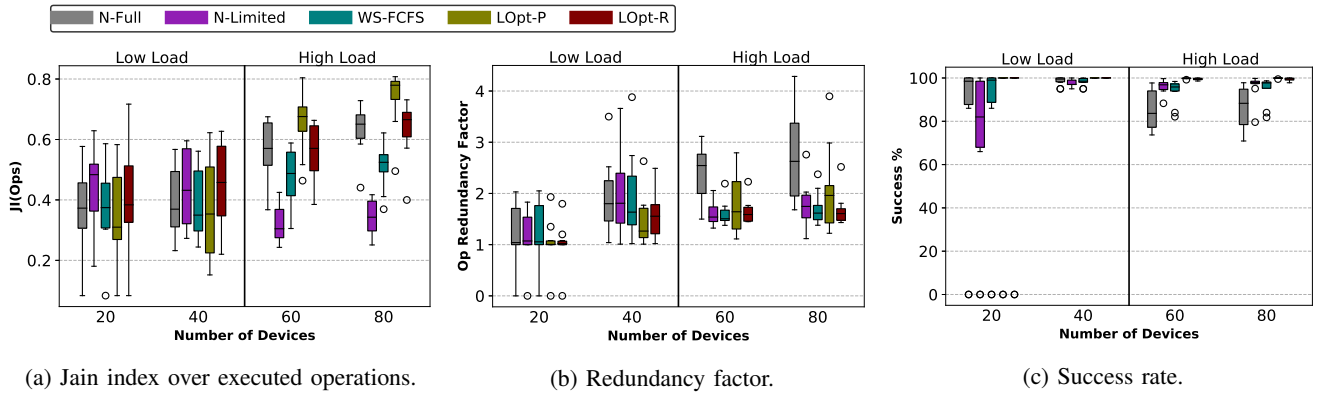 N-Full N-Limited WS-FCFS LOpt-P LOpt-R
Low Load High Load
JI(Ops)
0.8
0.6
0.4
0.2
20 40 60 80
Number of Devices
(a) Jain index over executed operations.
Low Load High Load
Op Redundancy Factor
4
3
2
1
0
20 40 60 80
Number of Devices
(b) Redundancy factor.
Low Load High Load
Success %
100
80
60
40
20
0
20 40 60 80
Number of Devices
(c) Success rate.